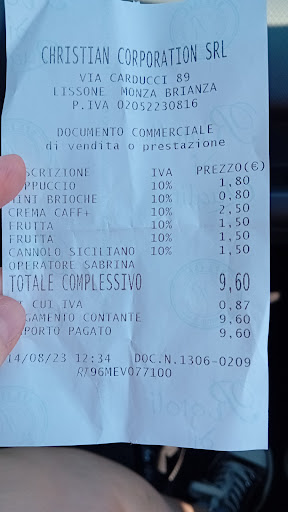 CHRISTIAN CORPORATION SRL
VIA CARDUCCI 89
LISSONE MONZA BRIANZA
P.IVA 02052230816
DOCUMENTO COMMERCIALE
di vendita o prestazione
SCRIZIONE IVA PREZZO(€)
PPUCCIO 10% 1,80
INI BRIOCHE 10% 0,80
CREMA CAFF+ 10% 2,50
FRUTTA 10% 1,50
FRUTTA 10% 1,50
CANNOLO SICILIANO 10% 1,50
OPERATORE SABRINA
TOTALE COMPLESSIVO 9,60
CUI IVA 0,87
GAMENTO CONTANTE 9,60
PORTO PAGATO 9,60
14/08/23 12:34 DOC.N.1306-0209
96MEV077100